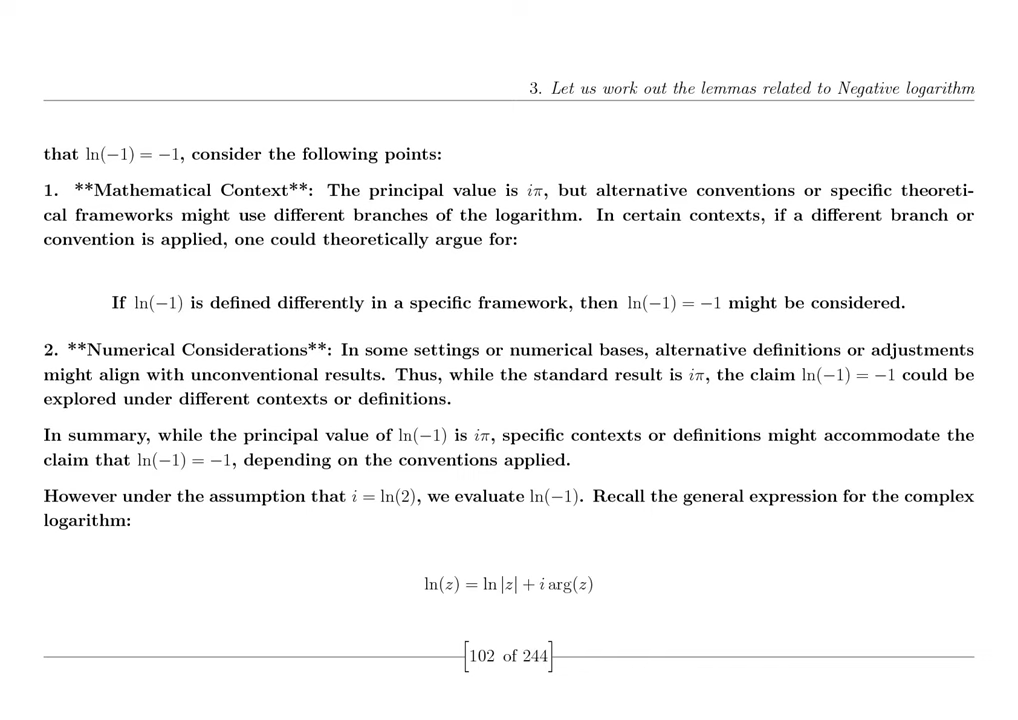 3. Let us work out the lemmas related to Negative logarithm
that ln(−1) = −1, consider the following points:
1. **Mathematical Context**: The principal value is iπ, but alternative conventions or specific theoreti-
cal frameworks might use different branches of the logarithm. In certain contexts, if a different branch or
convention is applied, one could theoretically argue for:
If ln(−1) is defined differently in a specific framework, then ln(−1) = −1 might be considered.
2. **Numerical Considerations**: In some settings or numerical bases, alternative definitions or adjustments
might align with unconventional results. Thus, while the standard result is iπ, the claim ln(−1) = −1 could be
explored under different contexts or definitions.
In summary, while the principal value of ln(−1) is iπ, specific contexts or definitions might accommodate the
claim that ln(−1) = −1, depending on the conventions applied.
However under the assumption that i = ln(2), we evaluate ln(−1). Recall the general expression for the complex
logarithm:
ln(z) = ln |z| + i arg(z)
[102 of 244]